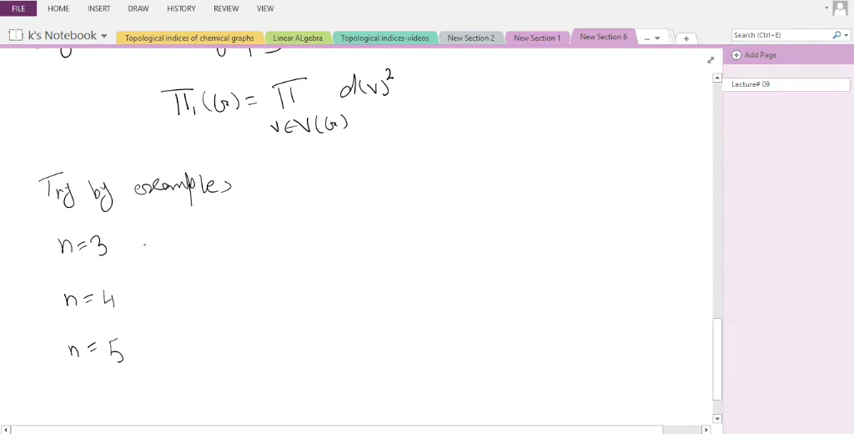 FILE HOME INSERT DRAW HISTORY REVIEW VIEW
k's Notebook Topological indices of chemical graphs Linear ALgebra Topological indices-videos New Section 2 New Section 1 New Section 6 Search (Ctrl+E)
Add Page
Lecture# 09
Π₁(G) = Π d(v)²
v∈V(G)
Try by examples
n=3
n=4
n=5